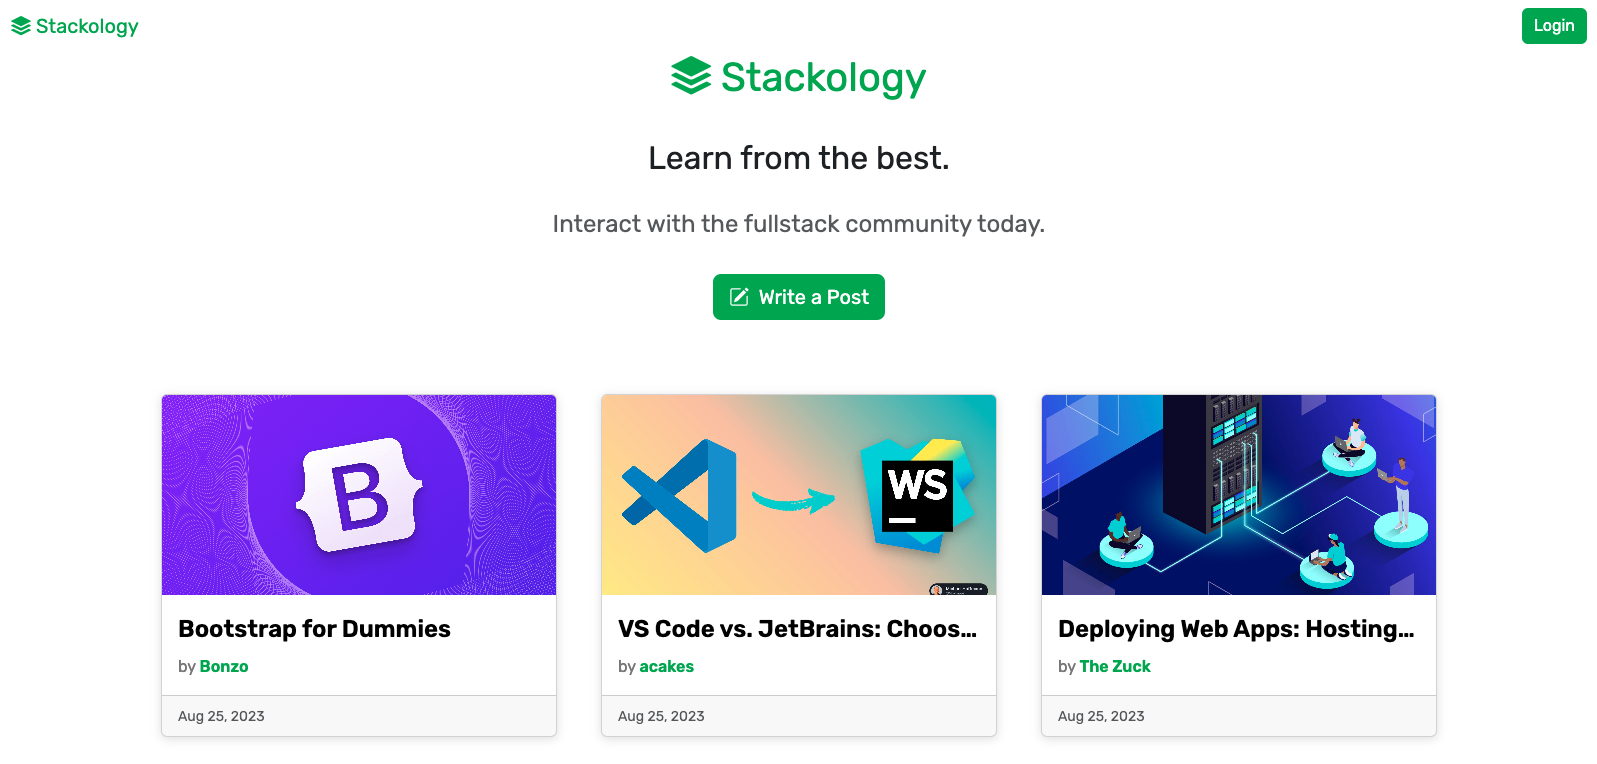 Stackology
Login
Stackology
Learn from the best.
Interact with the fullstack community today.
Write a Post
B
WS
Bootstrap for Dummies
by Bonzo
Aug 25, 2023
VS Code vs. JetBrains: Choos...
by acakes
Aug 25, 2023
Deploying Web Apps: Hosting...
by The Zuck
Aug 25, 2023